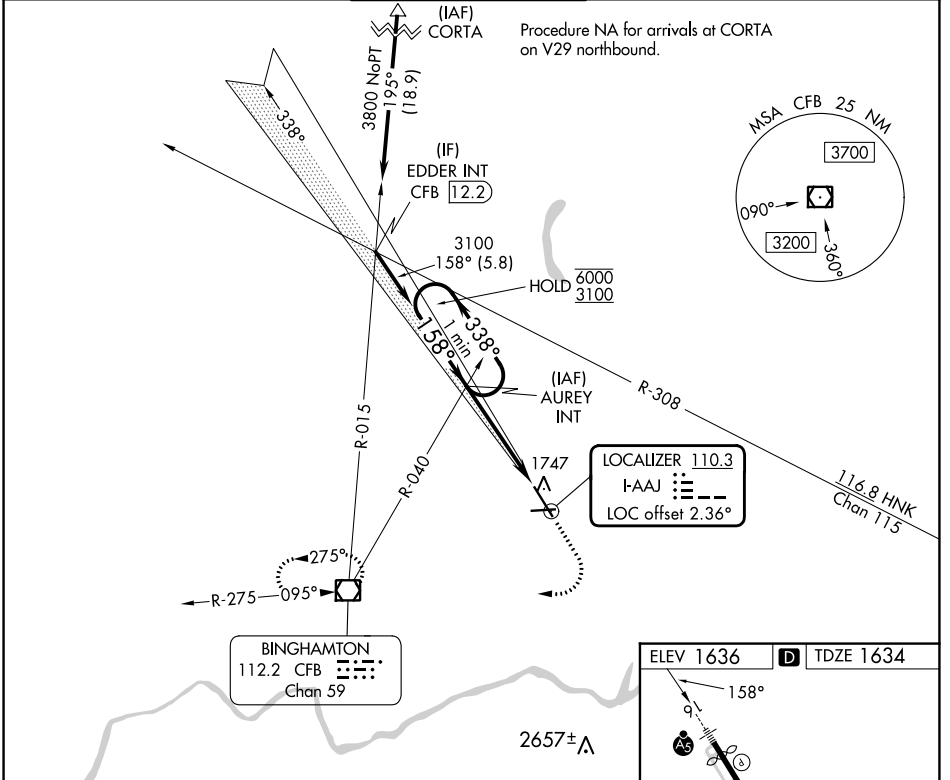 (IAF)
CORTA
Procedure NA for arrivals at CORTA
on V29 northbound.
3800 NoPT
195°
(18.9)
338°
MSA CFB 25 NM
3700
090°
3200
360°
(IF)
EDDER INT
CFB 12.2
3100
158° (5.8)
HOLD 6000
3100
158°
1 min
338°
(IAF)
AUREY
INT
R-308
R-015
R-040
1747
LOCALIZER 110.3
I-AAJ
LOC offset 2.36°
116.8 HNK
Chan 115
275°
R-275
095°
BINGHAMTON
112.2 CFB
Chan 59
2657±
ELEV 1636
D
TDZE 1634
158°
16
A5